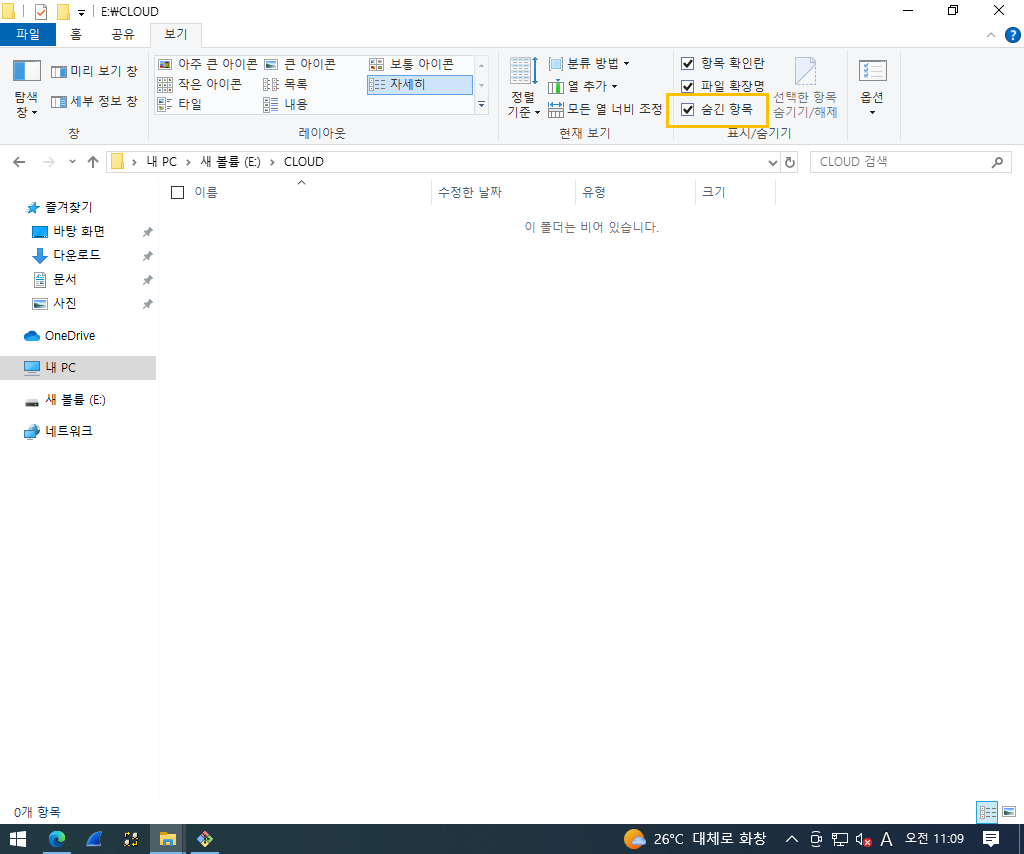 E:\CLOUD
파일 홈 공유 보기
탐색 창
미리 보기 창
세부 정보 창
창
아주 큰 아이콘 큰 아이콘 보통 아이콘
작은 아이콘 목록 자세히
타일 내용
레이아웃
정렬 기준
분류 방법
열 추가
모든 열 너비 조정
현재 보기
항목 확인란
파일 확장명
숨긴 항목
선택한 항목
숨기기/해제
표시/숨기기
옵션
내 PC > 새 볼륨 (E:) > CLOUD
CLOUD 검색
이름 수정한 날짜 유형 크기
이 폴더는 비어 있습니다.
즐겨찾기
바탕 화면
다운로드
문서
사진
OneDrive
내 PC
새 볼륨 (E:)
네트워크
0개 항목
26°C 대체로 화창 A 오전 11:09